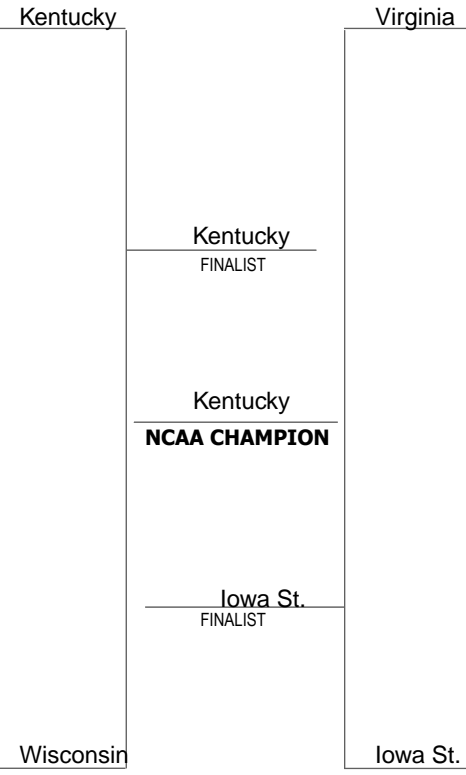 Kentucky
Virginia
Kentucky
FINALIST
Kentucky
NCAA CHAMPION
Iowa St.
FINALIST
Wisconsin
Iowa St.